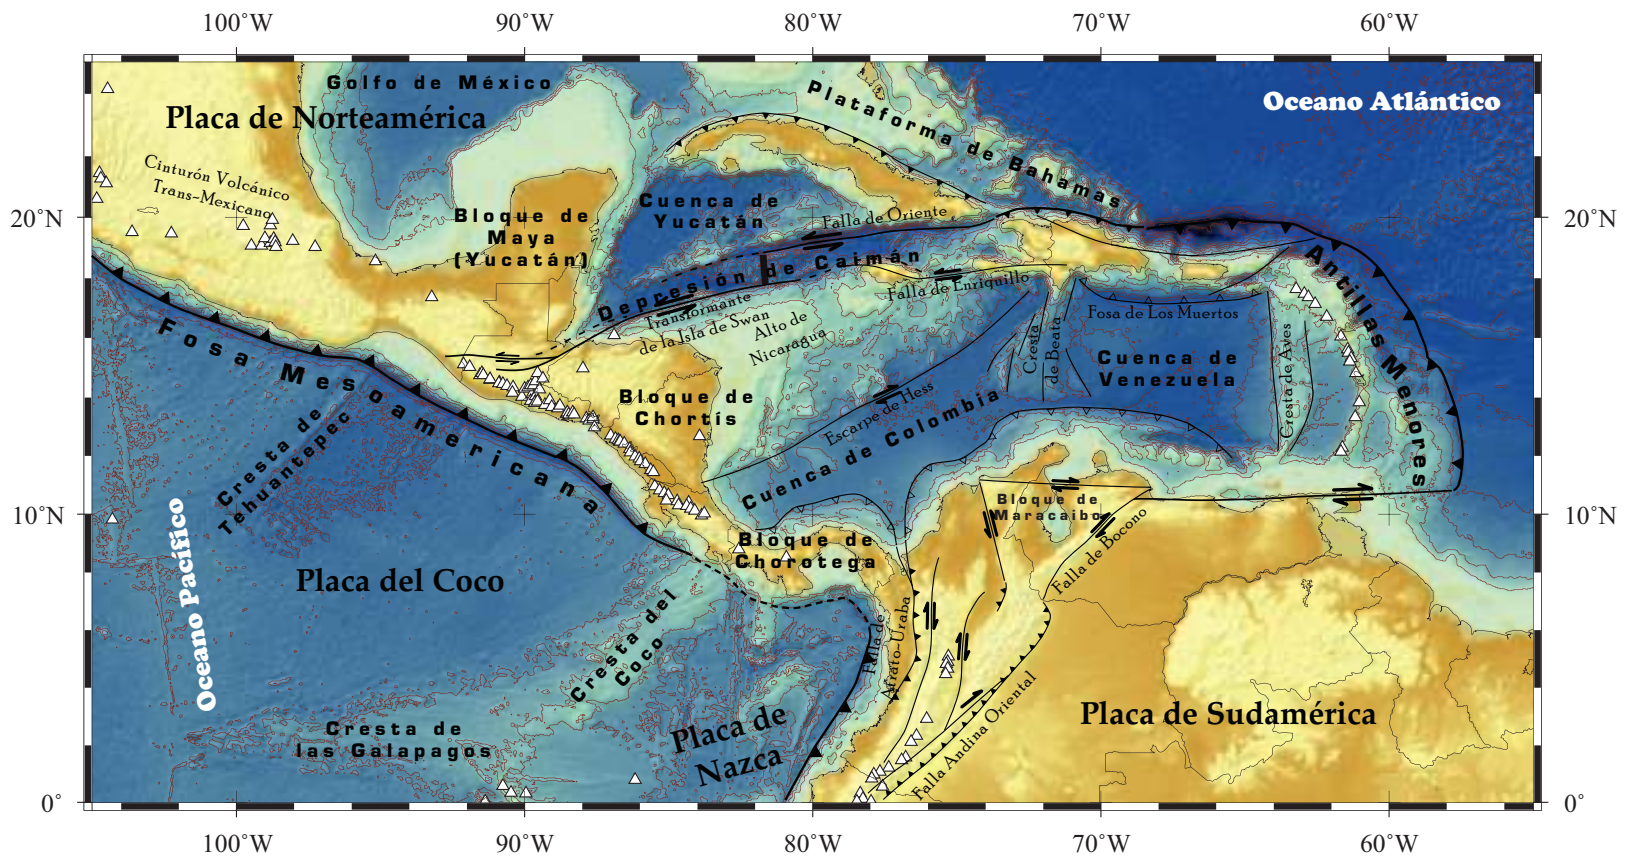 100°W
90°W
80°W
70°W
60°W
Golfo de México
Placa de Norteamérica
Plataforma de Bahamas
Oceano Atlántico
Cinturón Volcánico
Trans-Mexicano
20°N
20°N
Bloque de
Maya
(Yucatán)
Cuenca de
Yucatán
Falla de Oriente
Depresión de Caimán
Falla de Enriquillo
Transformante
de la Isla de Swan
Alto de
Nicaragua
Antillas Menores
Fosa de Los Muertos
Cresta
de Beata
Cuenca de
Venezuela
Cresta de Aves
Fosa Mesoamericana
Bloque de
Chortís
Escarpe de Hess
Cuenca de Colombia
Cresta de
Tehuantepec
10°N
10°N
Bloque de
Maracaibo
Oceano Pacífico
Bloque de
Chorotega
Placa del Coco
Falla de Bocono
Cresta del
Coco
Falla de
Atrato-Uraba
Cresta de
las Galapagos
Placa de
Nazca
Falla Andina Oriental
Placa de Sudamérica
0°
0°
100°W
90°W
80°W
70°W
60°W